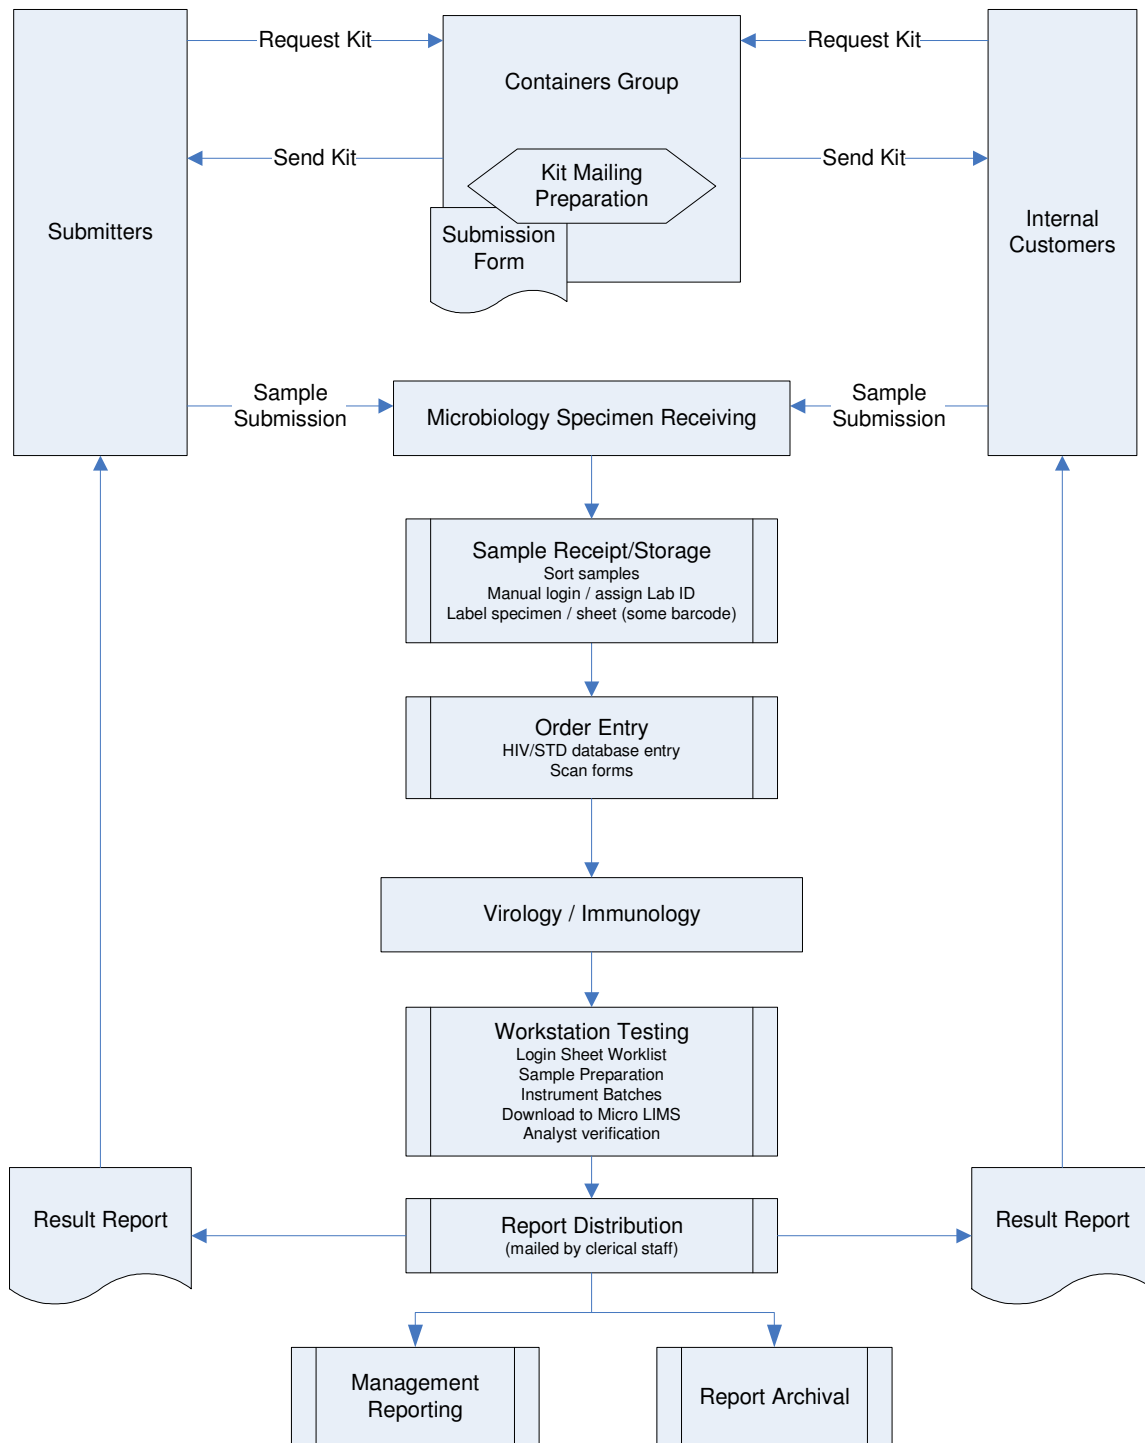 Request Kit
Request Kit
Containers Group
Send Kit
Send Kit
Kit Mailing
Preparation
Submitters
Internal
Customers
Submission
Form
Sample
Submission
Sample
Submission
Microbiology Specimen Receiving
Sample Receipt/Storage
Sort samples
Manual login / assign Lab ID
Label specimen / sheet (some barcode)
Order Entry
HIV/STD database entry
Scan forms
Virology / Immunology
Workstation Testing
Login Sheet Worklist
Sample Preparation
Instrument Batches
Download to Micro LIMS
Analyst verification
Result Report
Report Distribution
(mailed by clerical staff)
Result Report
Management
Reporting
Report Archival